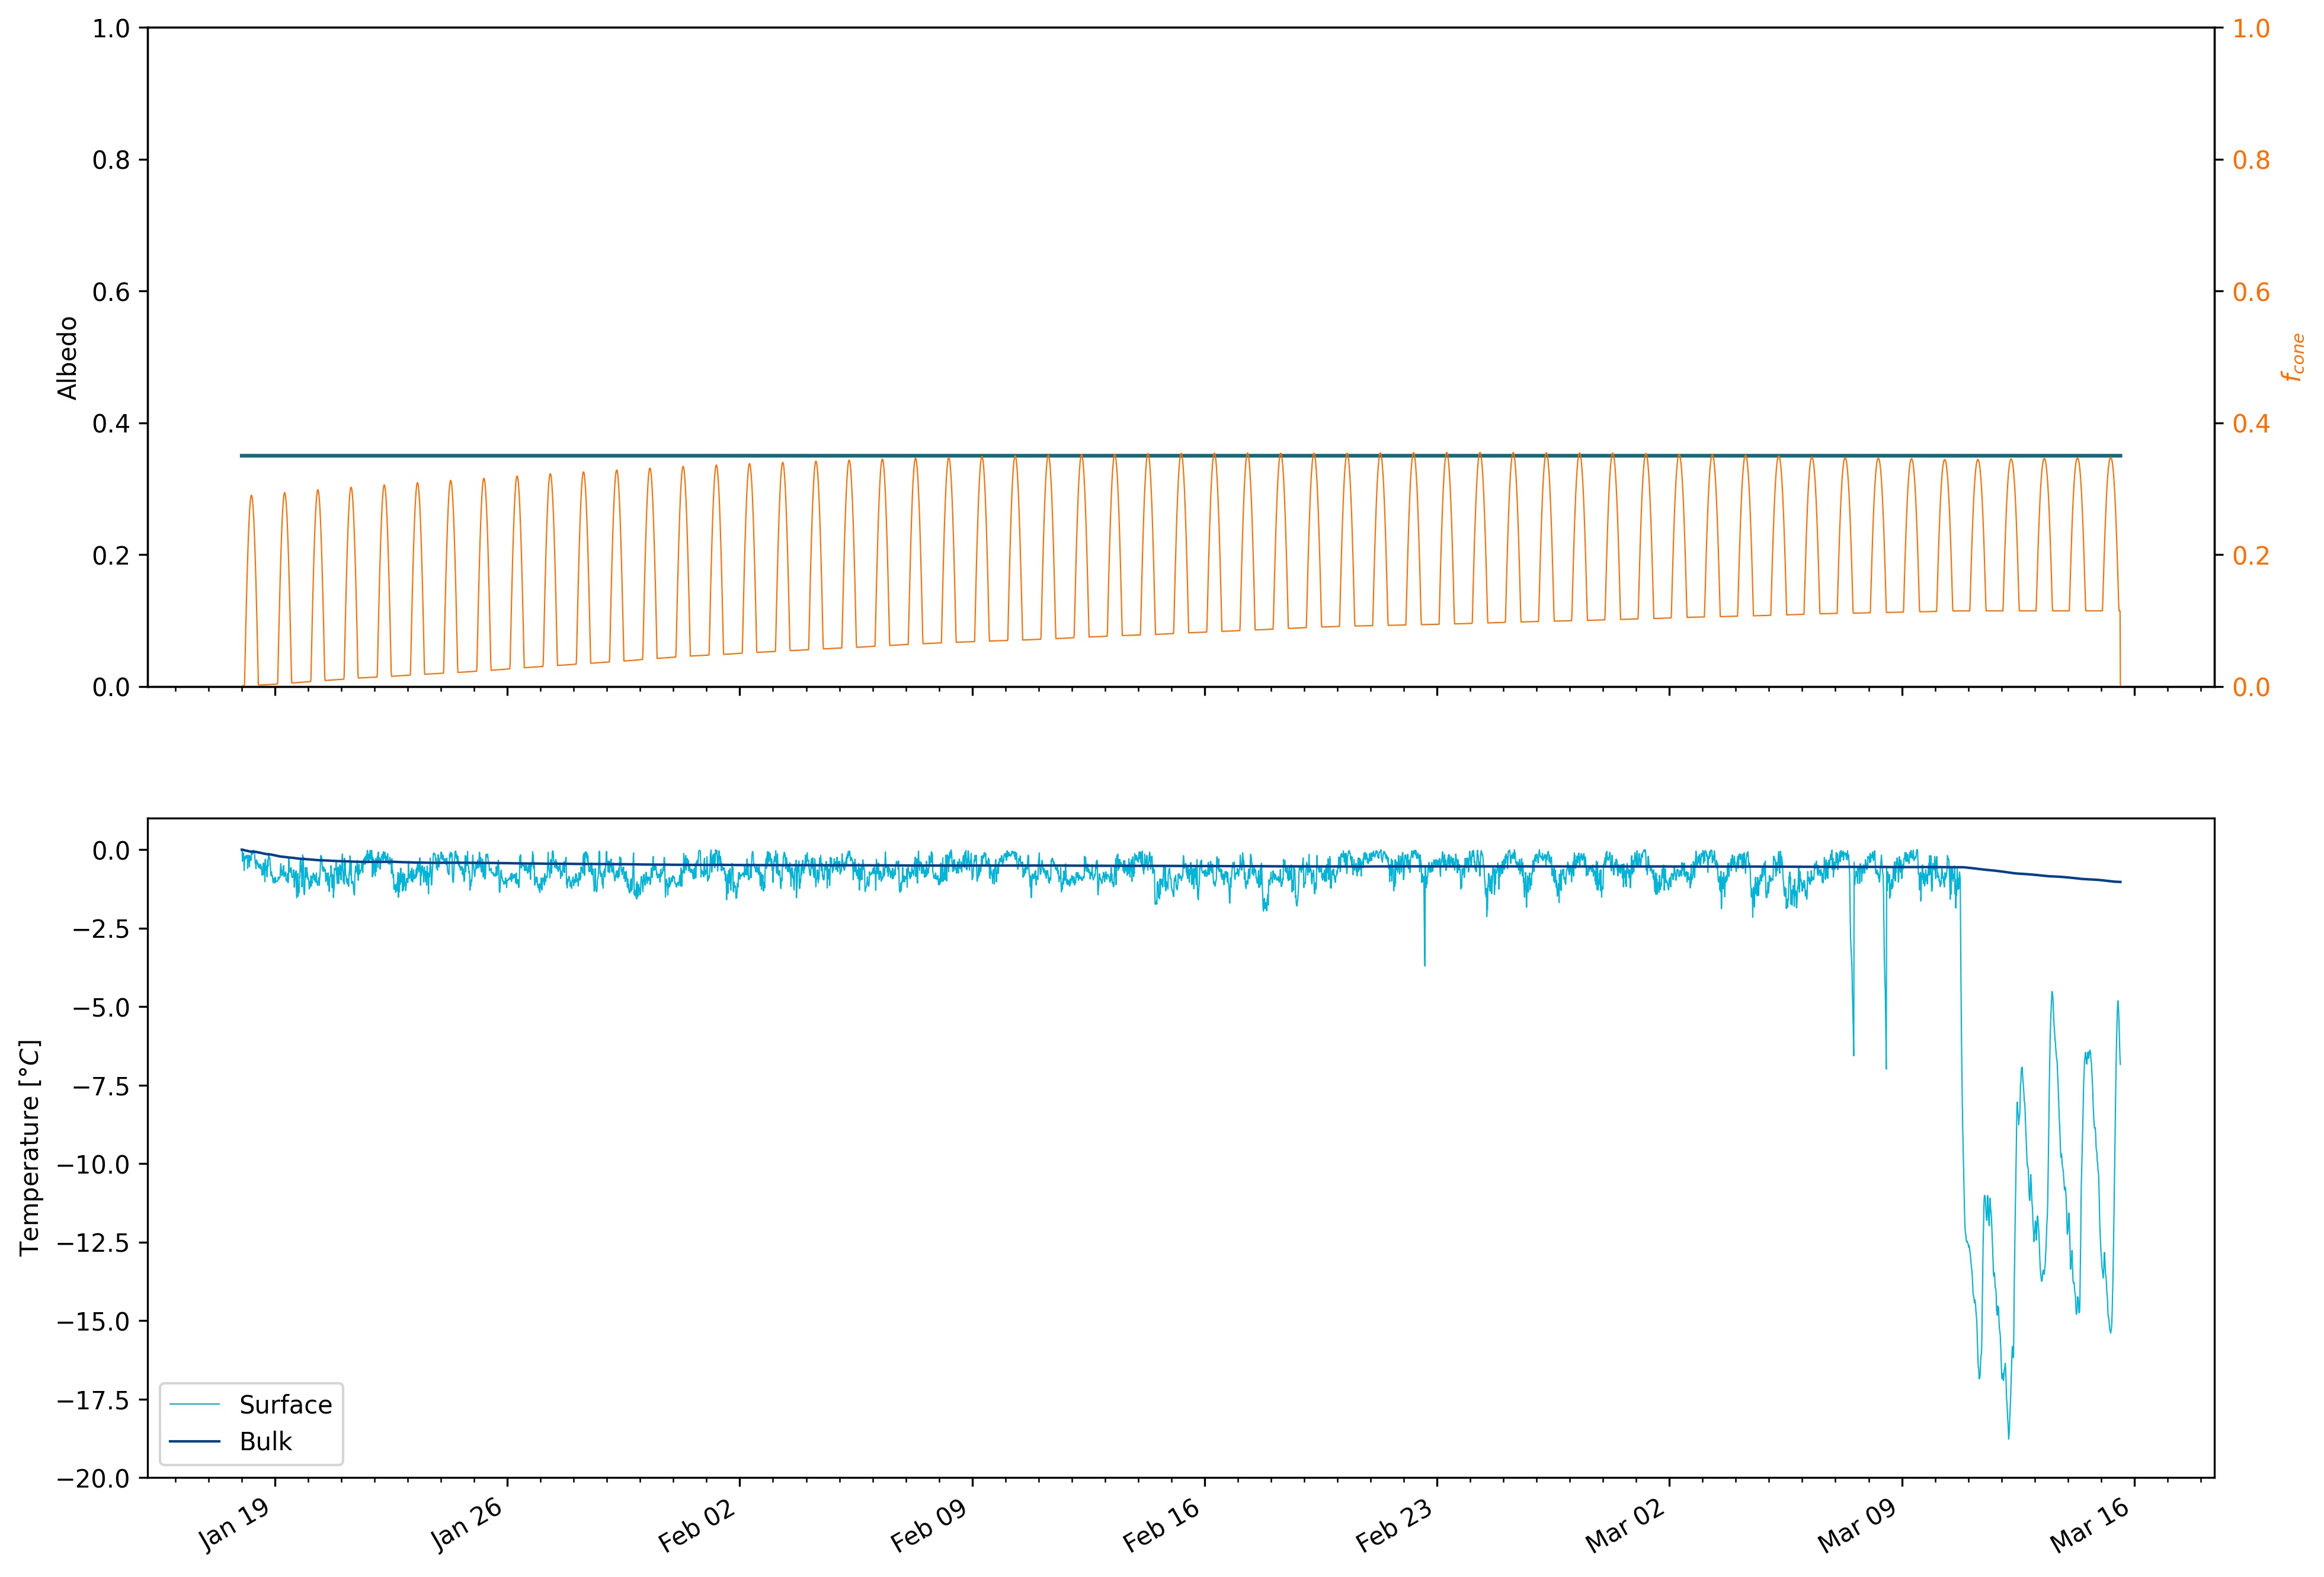 1.0
0.8
0.6
0.4
0.2
0.0
Albedo
1.0
0.8
0.6
0.4
0.2
0.0
f_cone
0.0
−2.5
−5.0
−7.5
−10.0
−12.5
−15.0
−17.5
−20.0
Temperature [°C]
Surface
Bulk
Jan 19
Jan 26
Feb 02
Feb 09
Feb 16
Feb 23
Mar 02
Mar 09
Mar 16